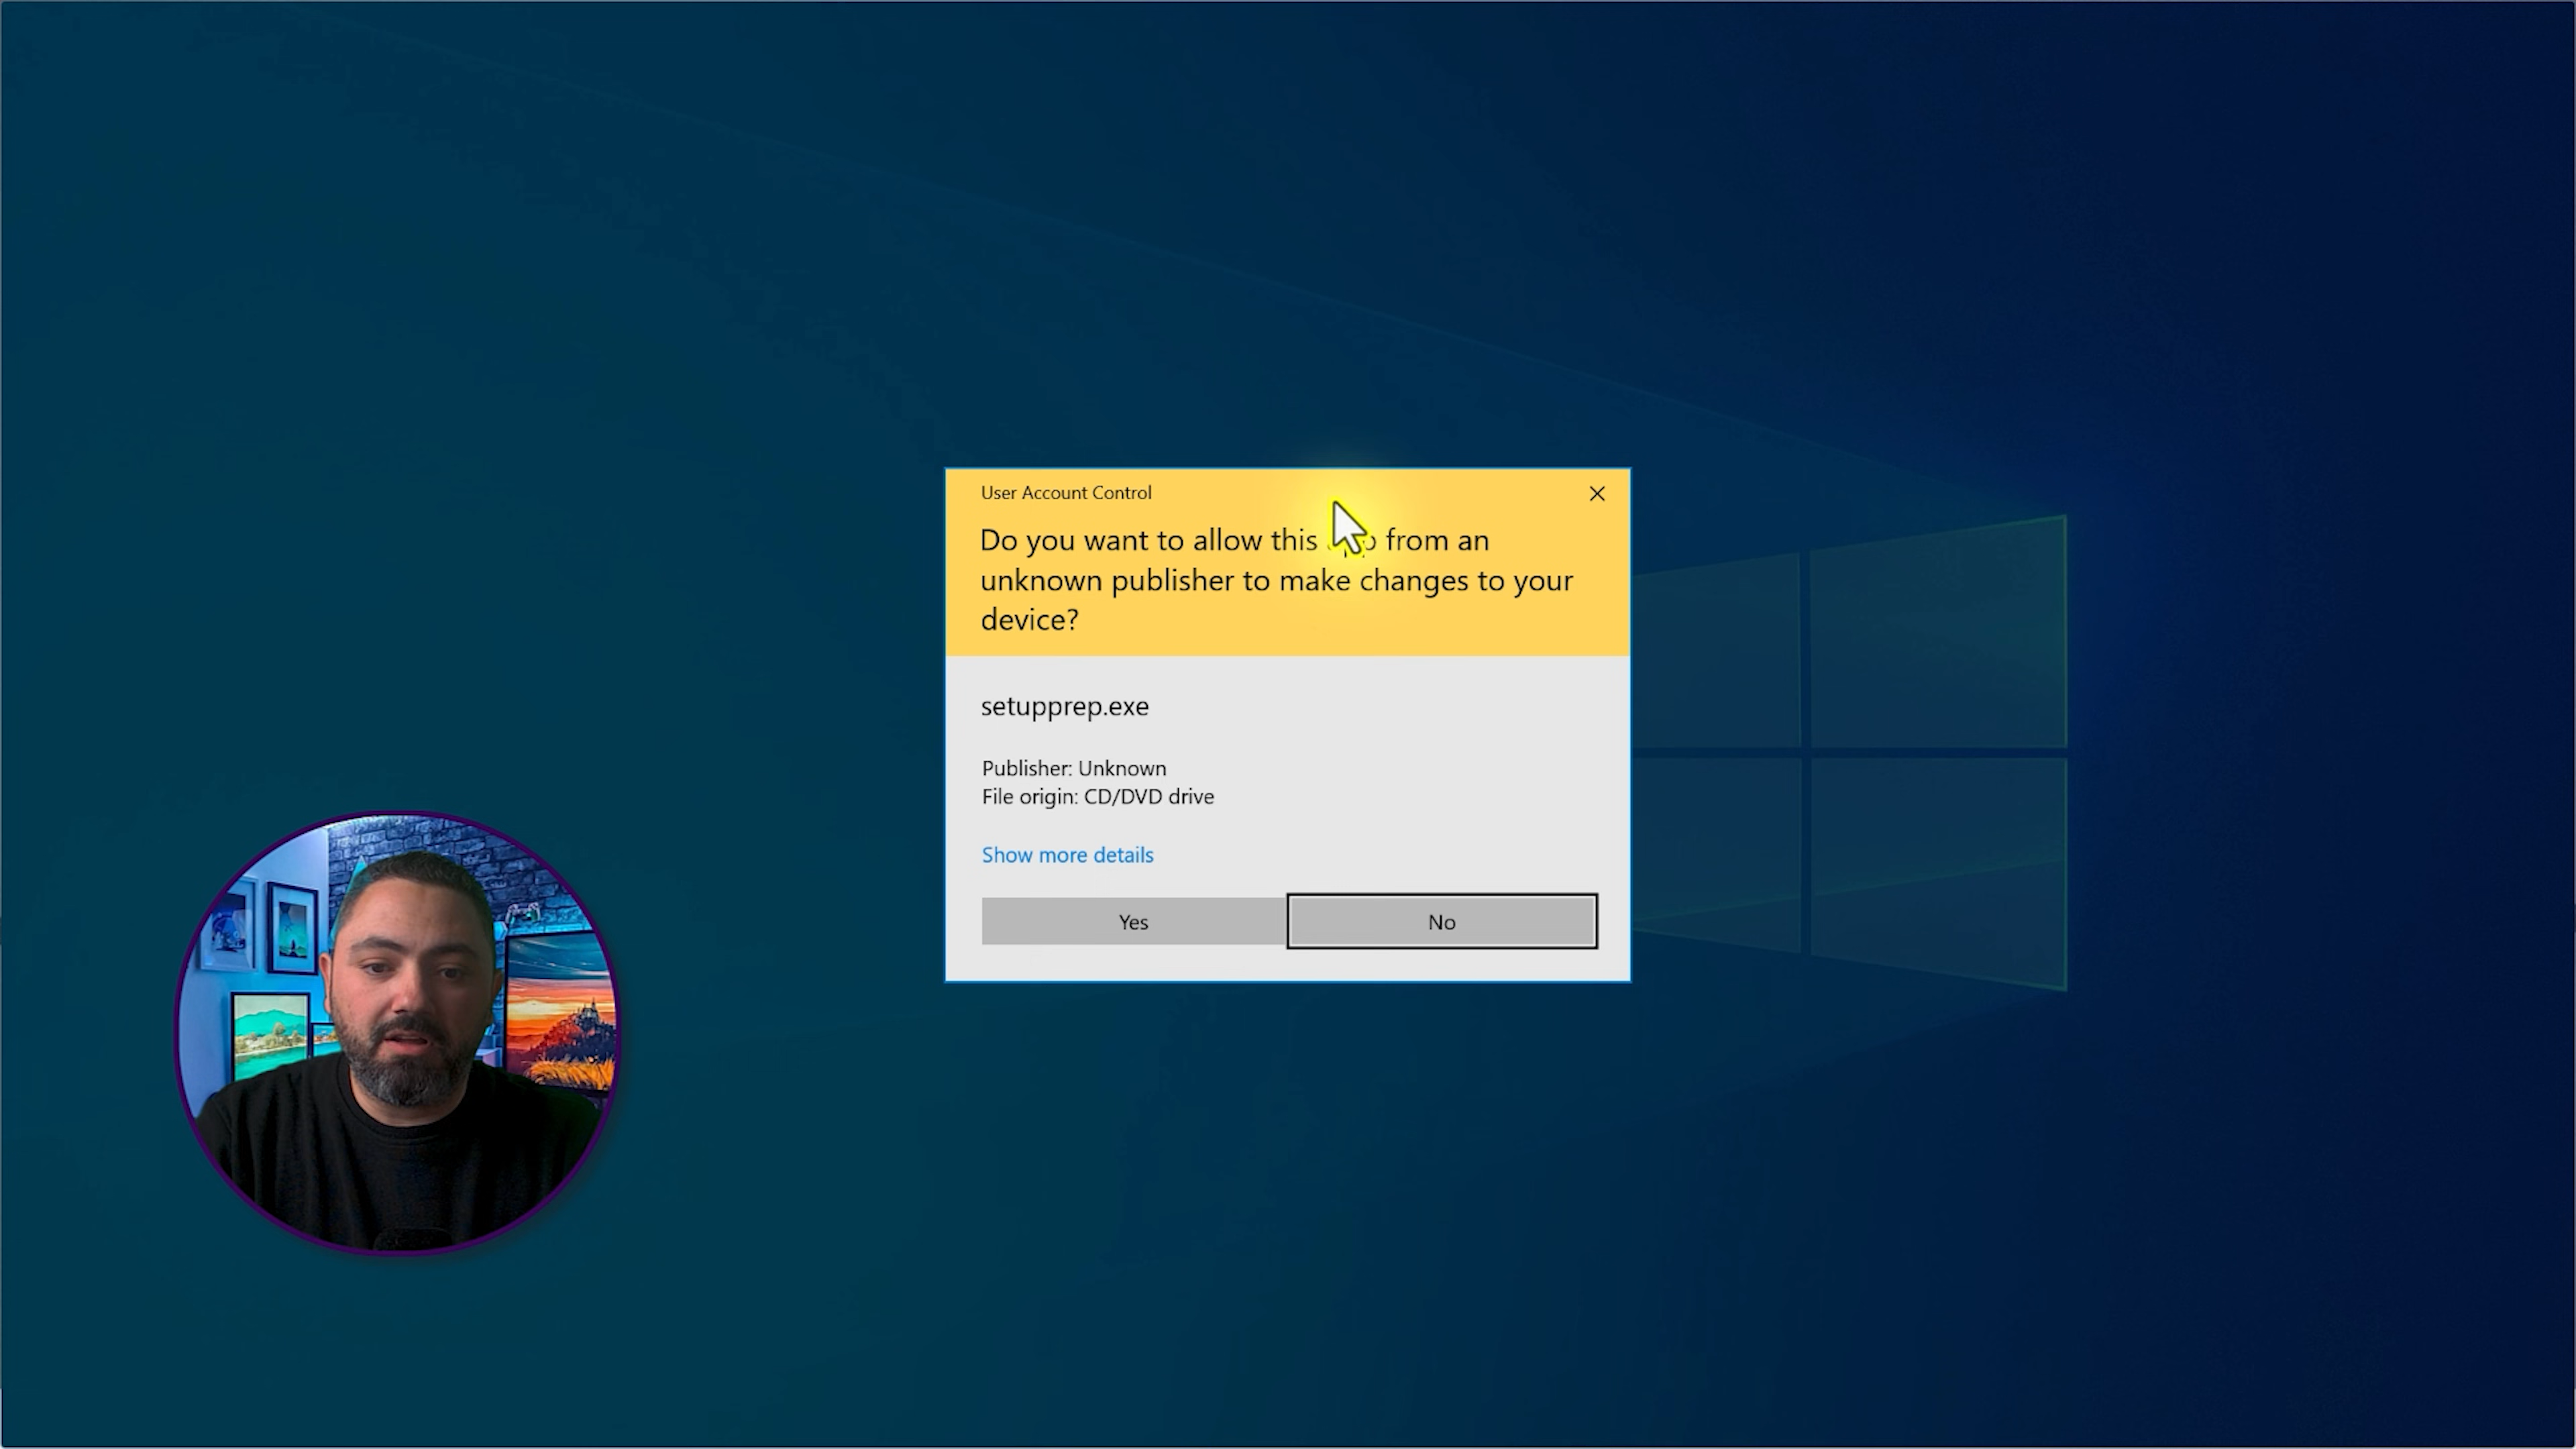 User Account Control
Do you want to allow this from an
unknown publisher to make changes to your
device?
setupprep.exe
Publisher: Unknown
File origin: CD/DVD drive
Show more details
Yes
No